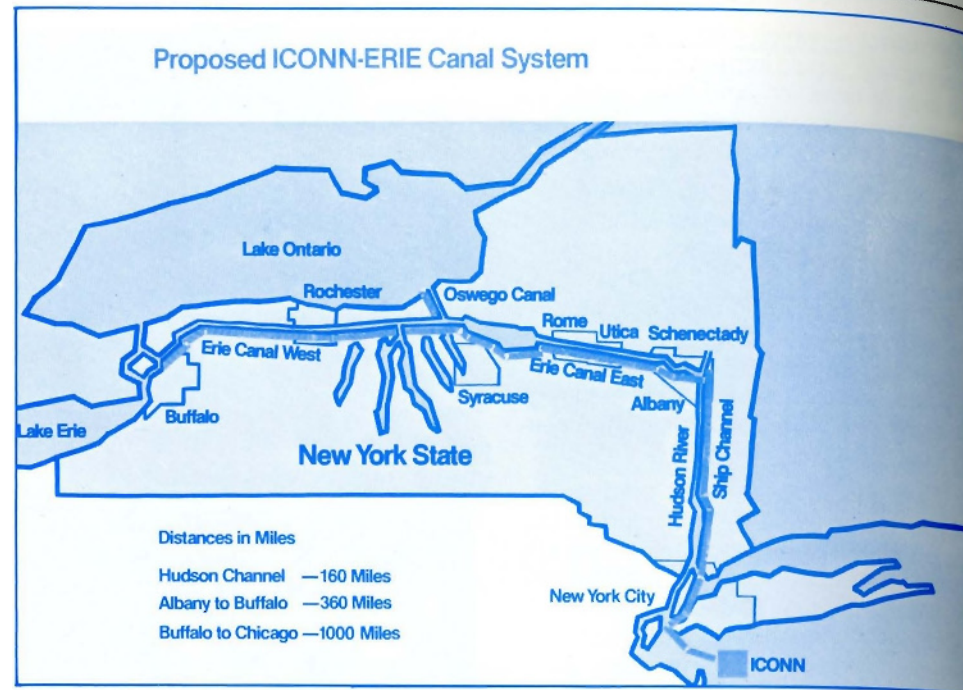 Proposed ICONN-ERIE Canal System
Lake Ontario
Rochester
Oswego Canal
Rome
Utica
Schenectady
Erie Canal West
Erie Canal East
Syracuse
Albany
Buffalo
Lake Erie
New York State
Hudson River
Ship Channel
Distances in Miles
Hudson Channel —160 Miles
Albany to Buffalo —360 Miles
Buffalo to Chicago —1000 Miles
New York City
ICONN